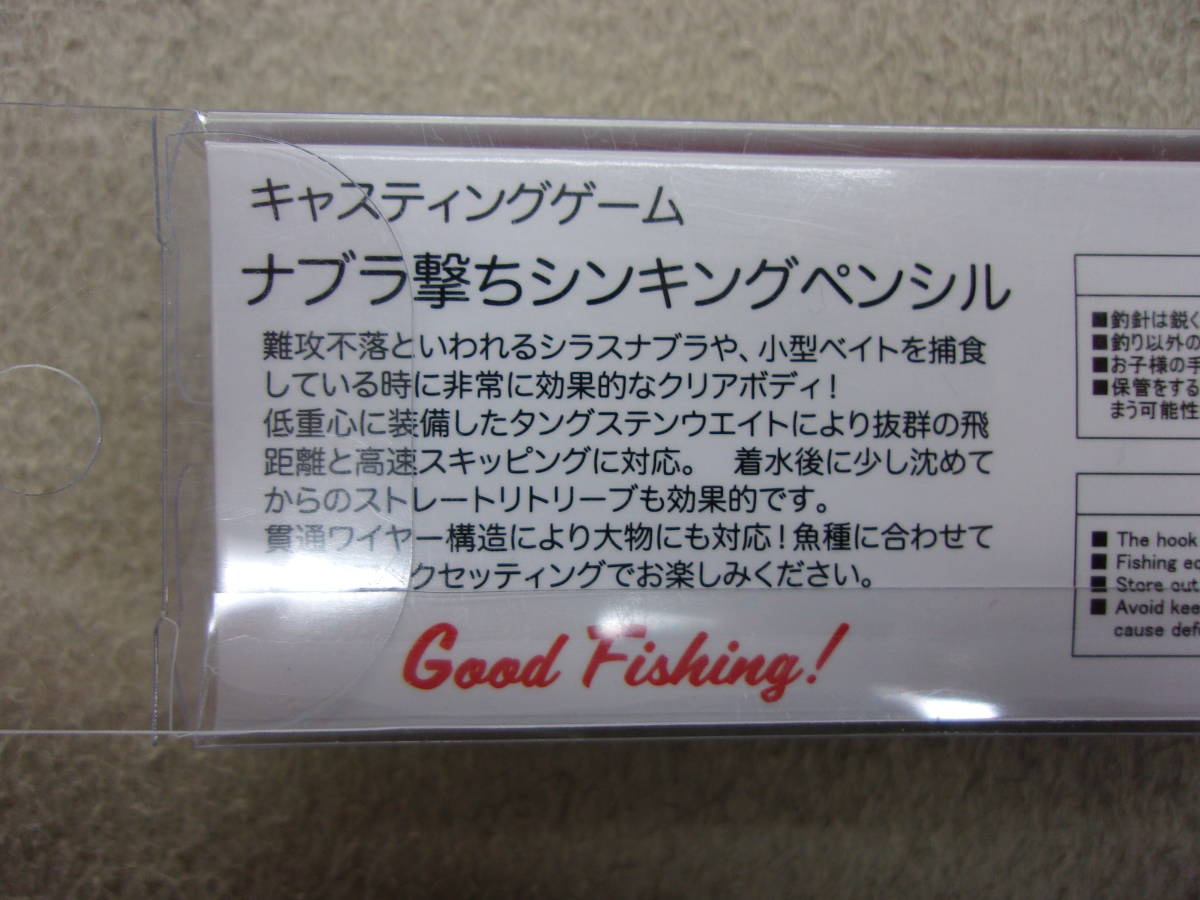 キャスティングゲーム
ナブラ撃ちシンキングペンシル
難攻不落といわれるシラスナブラや、小型ベイトを捕食
している時に非常に効果的なクリアボディ!
低重心に装備したタングステンウエイトにより抜群の飛
距離と高速スキッピングに対応。 着水後に少し沈めて
からのストレートリトリーブも効果的です。
貫通ワイヤー構造により大物にも対応!魚種に合わせて
クセッティングでお楽しみください。
Good Fishing!
■釣針は鋭く
■釣り以外の
■お子様の手
■保管をする
まう可能性
■ The hook
■ Fishing eq
■ Store out
■ Avoid kee
cause def